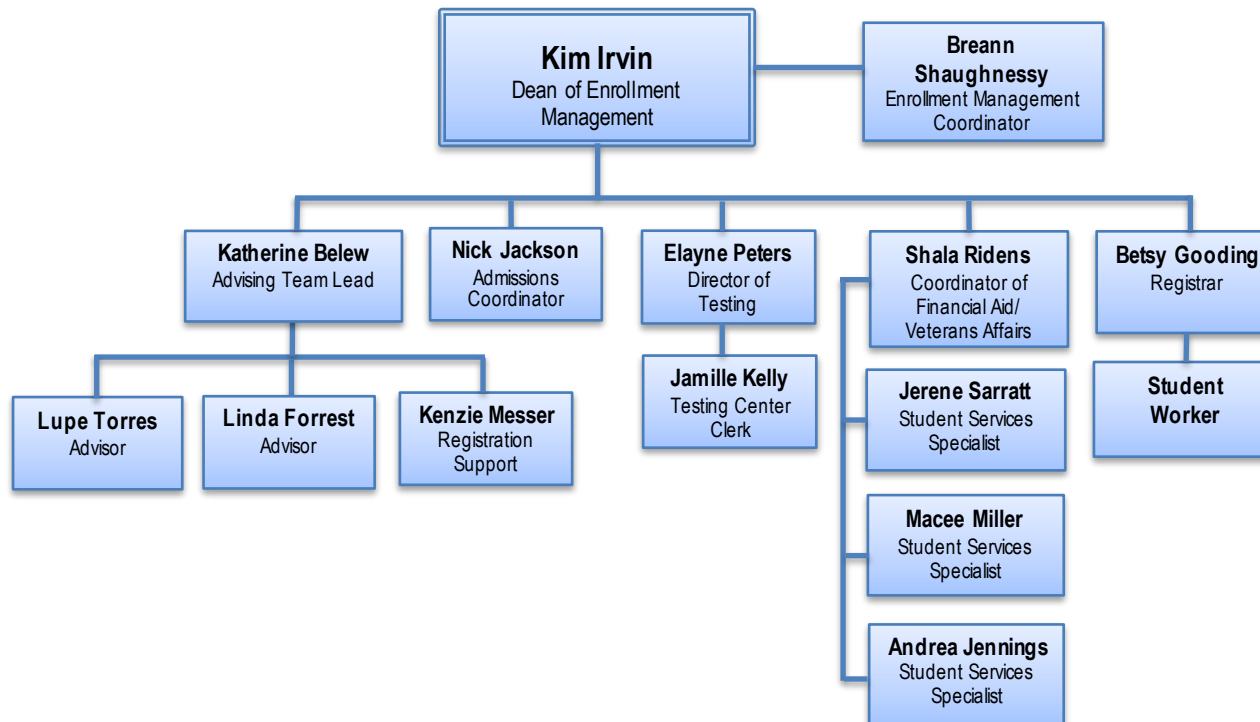 Kim Irvin
Dean of Enrollment
Management
Breann
Shaughnessy
Enrollment Management
Coordinator
Katherine Belew
Advising Team Lead
Nick Jackson
Admissions
Coordinator
Elayne Peters
Director of
Testing
Shala Ridens
Coordinator of
Financial Aid/
Veterans Affairs
Betsy Gooding
Registrar
Lupe Torres
Advisor
Linda Forrest
Advisor
Kenzie Messer
Registration
Support
Jamille Kelly
Testing Center
Clerk
Jerene Sarratt
Student Services
Specialist
Student
Worker
Macee Miller
Student Services
Specialist
Andrea Jennings
Student Services
Specialist